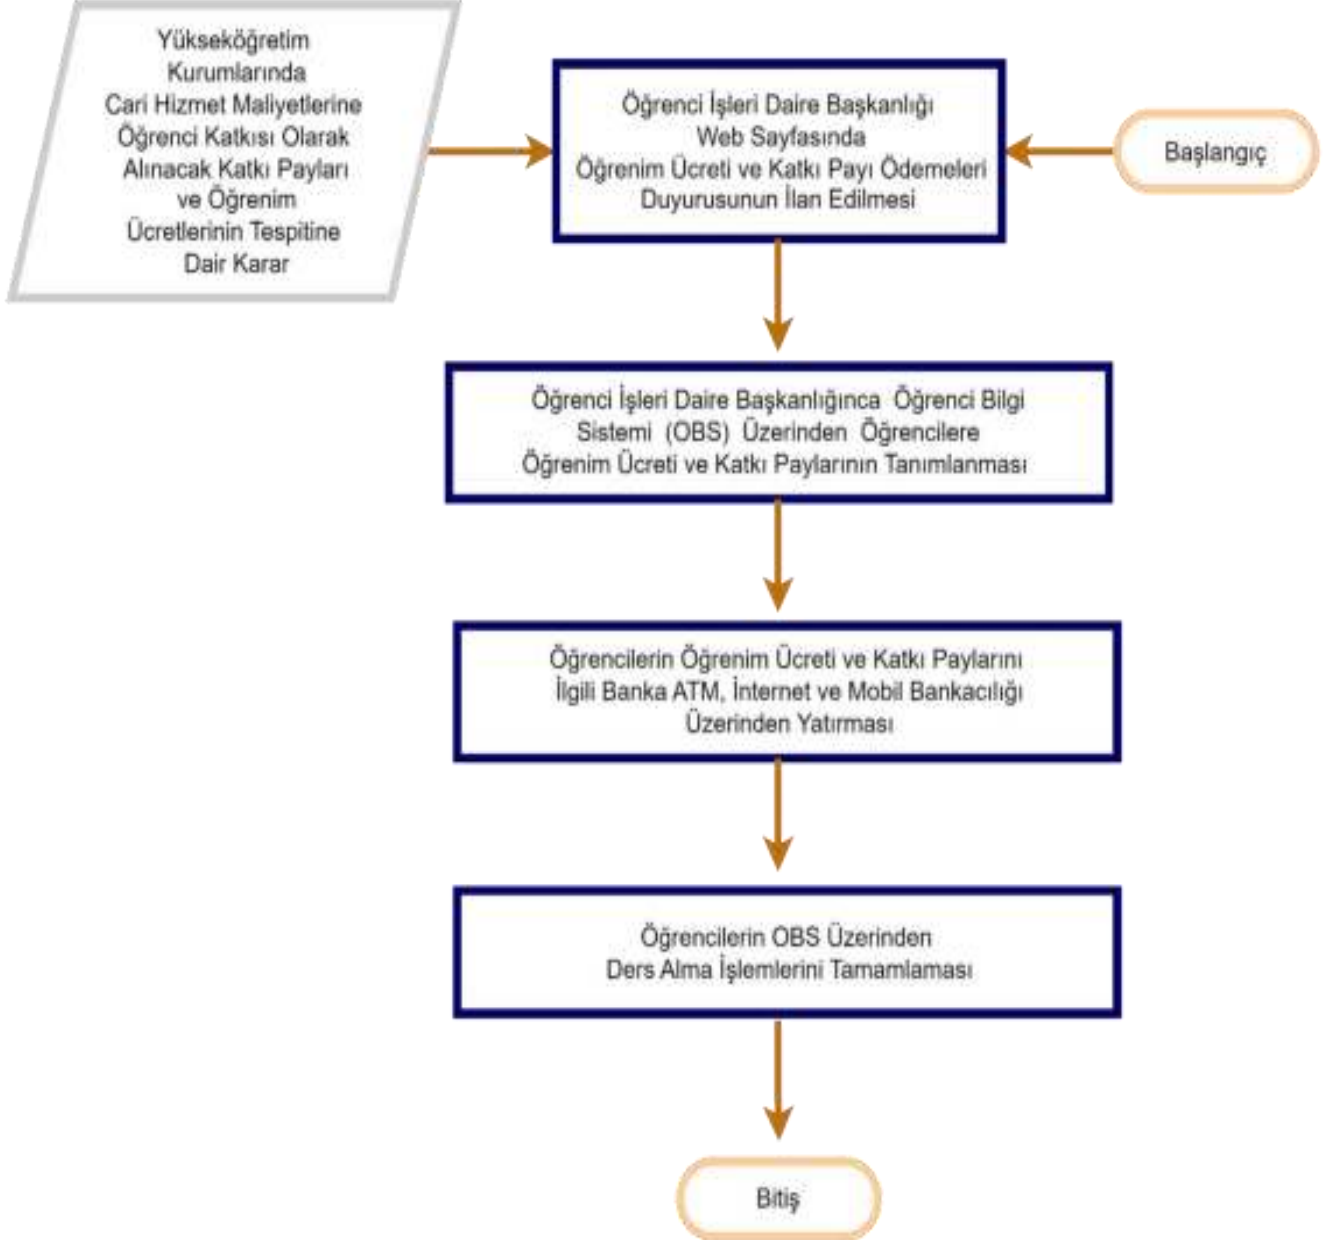 Yükseköğretim
Kurumlarında
Cari Hizmet Maliyetlerine
Öğrenci Katkısı Olarak
Alınacak Katkı Payları
ve Öğrenim
Ücretlerinin Tespitine
Dair Karar
Öğrenci İşleri Daire Başkanlığı
Web Sayfasında
Öğrenim Ücreti ve Katkı Payı Ödemeleri
Duyurusunun İlan Edilmesi
Başlangıç
Öğrenci İşleri Daire Başkanlığınca Öğrenci Bilgi
Sistemi (OBS) Üzerinden Öğrencilere
Öğrenim Ücreti ve Katkı Paylarının Tanımlanması
Öğrencilerin Öğrenim Ücreti ve Katkı Paylarını
İlgili Banka ATM, İnternet ve Mobil Bankacılığı
Üzerinden Yatırması
Öğrencilerin OBS Üzerinden
Ders Alma İşlemlerini Tamamlaması
Bitiş